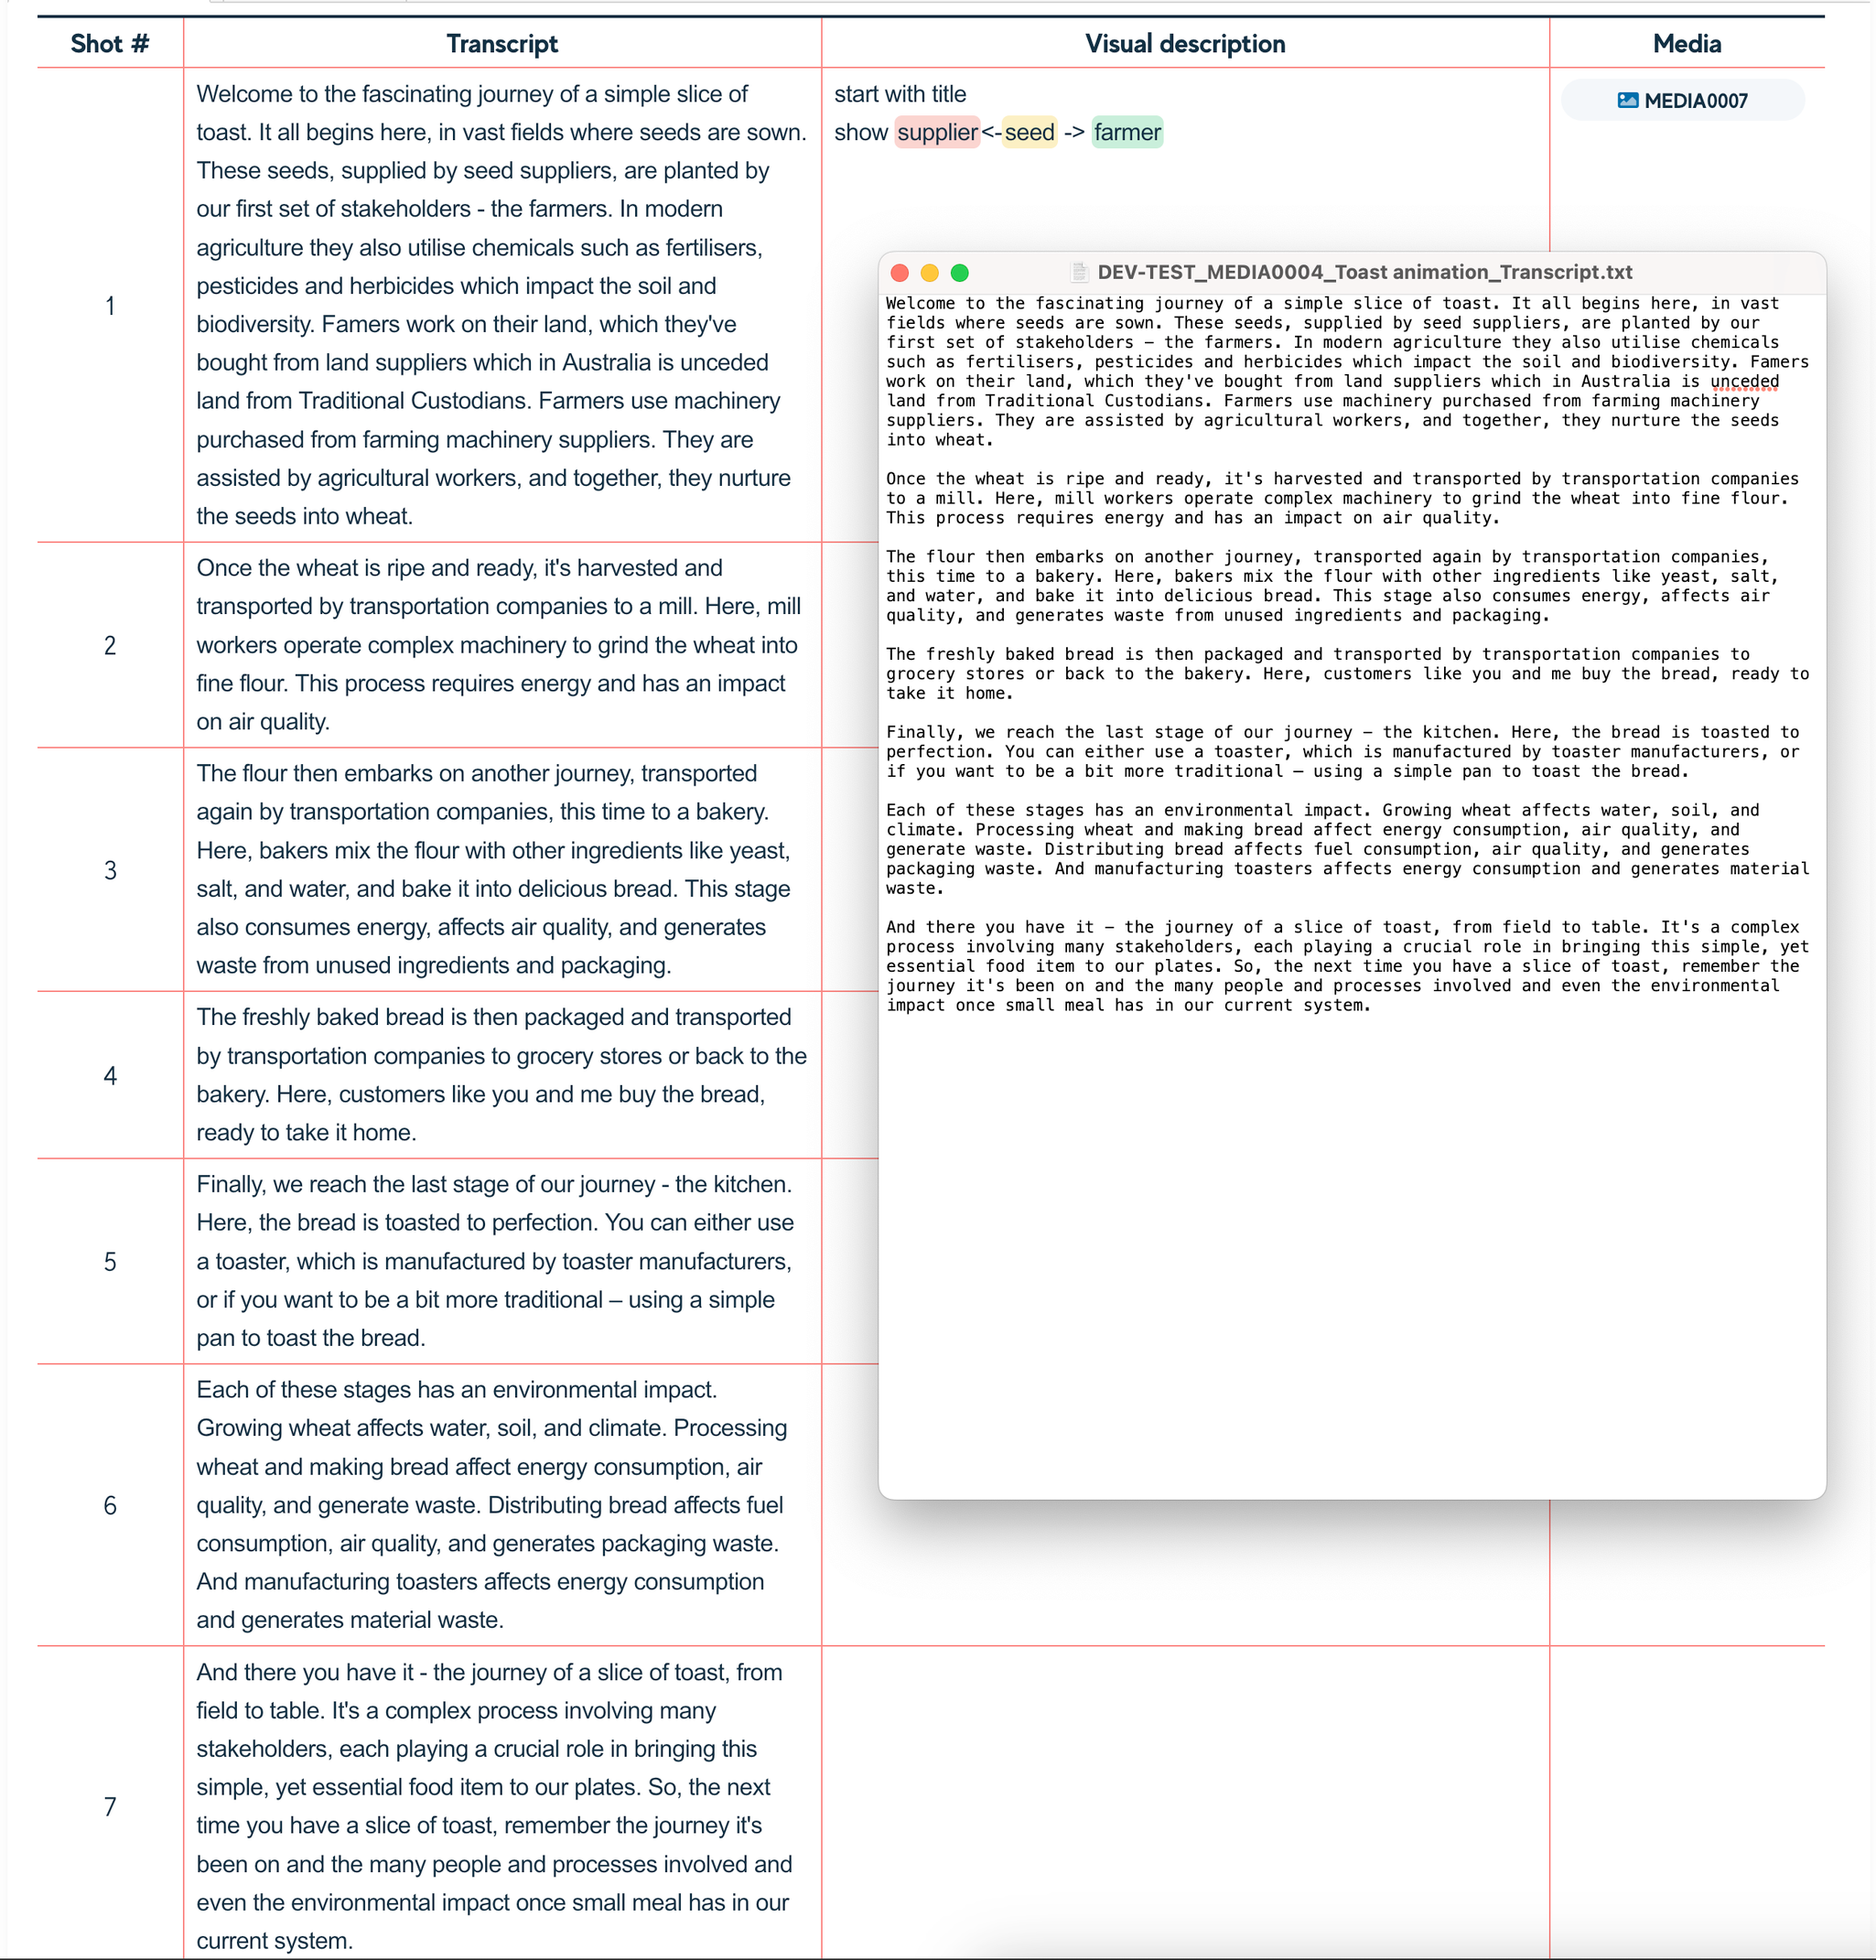 Shot #
Transcript
Visual description
Media
1
Welcome to the fascinating journey of a simple slice of
toast. It all begins here, in vast fields where seeds are sown.
These seeds, supplied by seed suppliers, are planted by
our first set of stakeholders - the farmers. In modern
agriculture they also utilise chemicals such as fertilisers,
pesticides and herbicides which impact the soil and
biodiversity. Famers work on their land, which they've
bought from land suppliers which in Australia is unceded
land from Traditional Custodians. Farmers use machinery
purchased from farming machinery suppliers. They are
assisted by agricultural workers, and together, they nurture
the seeds into wheat.
start with title
show supplier<-seed -> farmer
MEDIA0007
2
Once the wheat is ripe and ready, it's harvested and
transported by transportation companies to a mill. Here, mill
workers operate complex machinery to grind the wheat into
fine flour. This process requires energy and has an impact
on air quality.
3
The flour then embarks on another journey, transported
again by transportation companies, this time to a bakery.
Here, bakers mix the flour with other ingredients like yeast,
salt, and water, and bake it into delicious bread. This stage
also consumes energy, affects air quality, and generates
waste from unused ingredients and packaging.
4
The freshly baked bread is then packaged and transported
by transportation companies to grocery stores or back to the
bakery. Here, customers like you and me buy the bread,
ready to take it home.
5
Finally, we reach the last stage of our journey - the kitchen.
Here, the bread is toasted to perfection. You can either use
a toaster, which is manufactured by toaster manufacturers,
or if you want to be a bit more traditional – using a simple
pan to toast the bread.
6
Each of these stages has an environmental impact.
Growing wheat affects water, soil, and climate. Processing
wheat and making bread affect energy consumption, air
quality, and generate waste. Distributing bread affects fuel
consumption, air quality, and generates packaging waste.
And manufacturing toasters affects energy consumption
and generates material waste.
7
And there you have it - the journey of a slice of toast, from
field to table. It's a complex process involving many
stakeholders, each playing a crucial role in bringing this
simple, yet essential food item to our plates. So, the next
time you have a slice of toast, remember the journey it's
been on and the many people and processes involved and
even the environmental impact once small meal has in our
current system.
DEV-TEST_MEDIA0004_Toast animation_Transcript.txt
Welcome to the fascinating journey of a simple slice of toast. It all begins here, in vast
fields where seeds are sown. These seeds, supplied by seed suppliers, are planted by our
first set of stakeholders – the farmers. In modern agriculture they also utilise chemicals
such as fertilisers, pesticides and herbicides which impact the soil and biodiversity. Famers
work on their land, which they've bought from land suppliers which in Australia is unceded
land from Traditional Custodians. Farmers use machinery purchased from farming machinery
suppliers. They are assisted by agricultural workers, and together, they nurture the seeds
into wheat.
Once the wheat is ripe and ready, it's harvested and transported by transportation companies
to a mill. Here, mill workers operate complex machinery to grind the wheat into fine flour.
This process requires energy and has an impact on air quality.
The flour then embarks on another journey, transported again by transportation companies,
this time to a bakery. Here, bakers mix the flour with other ingredients like yeast, salt,
and water, and bake it into delicious bread. This stage also consumes energy, affects air
quality, and generates waste from unused ingredients and packaging.
The freshly baked bread is then packaged and transported by transportation companies to
grocery stores or back to the bakery. Here, customers like you and me buy the bread, ready to
take it home.
Finally, we reach the last stage of our journey – the kitchen. Here, the bread is toasted to
perfection. You can either use a toaster, which is manufactured by toaster manufacturers, or
if you want to be a bit more traditional – using a simple pan to toast the bread.
Each of these stages has an environmental impact. Growing wheat affects water, soil, and
climate. Processing wheat and making bread affect energy consumption, air quality, and
generate waste. Distributing bread affects fuel consumption, air quality, and generates
packaging waste. And manufacturing toasters affects energy consumption and generates material
waste.
And there you have it – the journey of a slice of toast, from field to table. It's a complex
process involving many stakeholders, each playing a crucial role in bringing this simple, yet
essential food item to our plates. So, the next time you have a slice of toast, remember the
journey it's been on and the many people and processes involved and even the environmental
impact once small meal has in our current system.